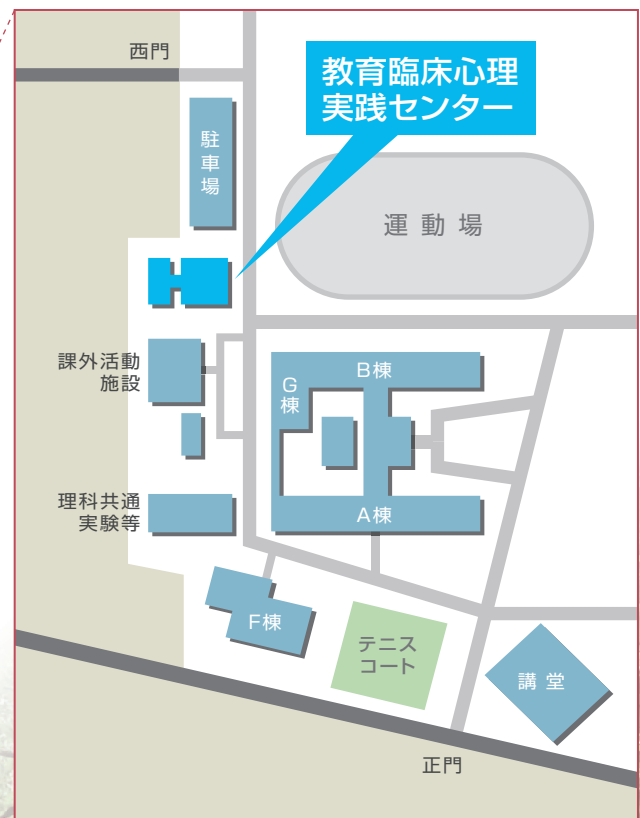 西門
教育臨床心理
実践センター
駐車場
運動場
課外活動
施設
B棟
G棟
理科共通
実験等
A棟
F棟
テニス
コート
講堂
正門